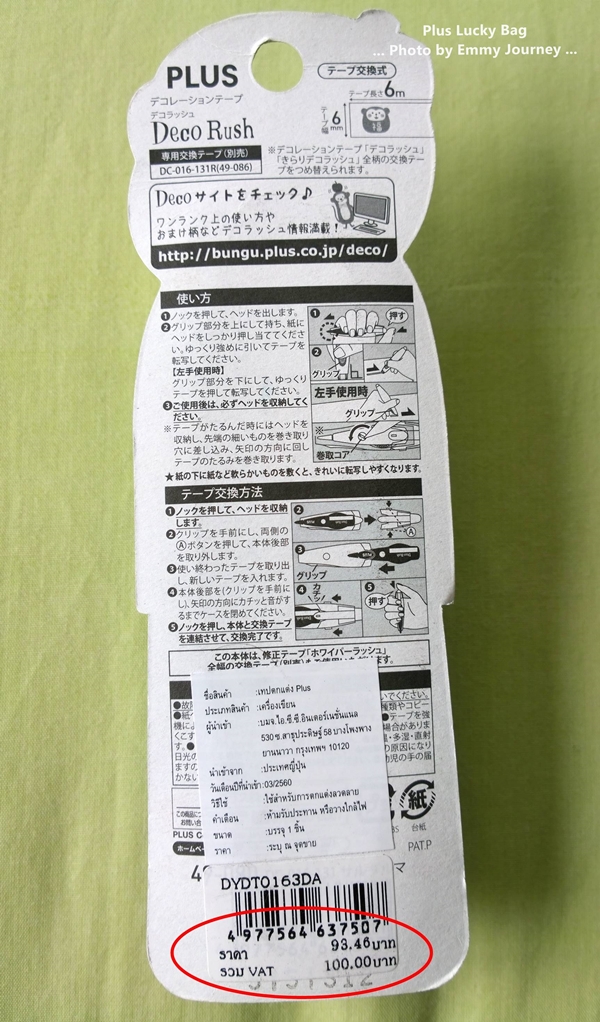 Plus Lucky Bag
... Photo by Emmy Journey ...
PLUS
テープ交換式
デコレーションテープ
テープ長さ6m
デコラッシュ
Deco Rush
テープ幅 6mm
福
専用交換テープ(別売)
DC-016-131R(49-086)
※デコレーションテープ「デコラッシュ」
「きらりデコラッシュ」全柄の交換テー
プをつめ替えられます。
Decoサイトをチェック♪
ワンランク上の使い方や
おまけ柄などデコラッシュ情報満載!
http://bungu.plus.co.jp/deco/
使い方
❶ノックを押して、ヘッドを出します。
❷グリップ部分を上にして持ち、紙に
ヘッドをしっかり押し当ててくださ
い。ゆっくり強めに引いてテープを
転写してください。
【左手使用時】
グリップ部分を下にして、ゆっくり
テープを押して転写してください。
❸ご使用後は、必ずヘッドを収納してく
ださい。
※テープがたるんだ時にはヘッドを
収納し、先端の細いものを巻き取り
穴に差し込み、矢印の方向に回し
テープのたるみを巻き取ります。
❶
押す
❷
グリップ
左手使用時
グリップ
※
巻取コア
★紙の下に紙など軟らかいものを敷くと、きれいに転写しやすくなります。
テープ交換方法
❶ノックを押して、ヘッドを収納
します。
❷クリップを手前にし、両側の
Ⓐボタンを押して、本体後部
を取り外します。
❸使い終わったテープを取り出
し、新しいテープを入れます。
❹本体後部を(クリップを手前に
し)、矢印の方向にカチッと音がす
るまでケースを閉めてください。
❺ノックを押し、本体と交換テープ
を連結させて、交換完了です。
❷
Ⓐ
❸
グリップ
❹
カチッ!
❺
押す
この本体は、修正テープ「ホワイパーラッシュ」
全幅の交換テープ(別売)もご使用いただけます。
ชื่อสินค้า :เทปตกแต่ง Plus
ประเภทสินค้า :เครื่องเขียน
ผู้นำเข้า :บมจ.ไอ.ซี.ซี.อินเตอร์เนชั่นแนล
530 ซ.สาธุประดิษฐ์ 58 บางโพงพาง
ยานนาวา กรุงเทพฯ 10120
นำเข้าจาก :ประเทศญี่ปุ่น
วันเดือนปีที่นำเข้า :03/2560
วิธีใช้ :ใช้สำหรับการตกแต่งลวดลาย
คำเตือน :ห้ามรับประทาน หรือวางใกล้ไฟ
ขนาด :บรรจุ 1 ชิ้น
ราคา :ระบุ ณ จุดขาย
紙
台紙
PLUS
PAT.P
DYDT0163DA
4 977564 637507
ราคา 93.46บาท
รวม VAT 100.00บาท